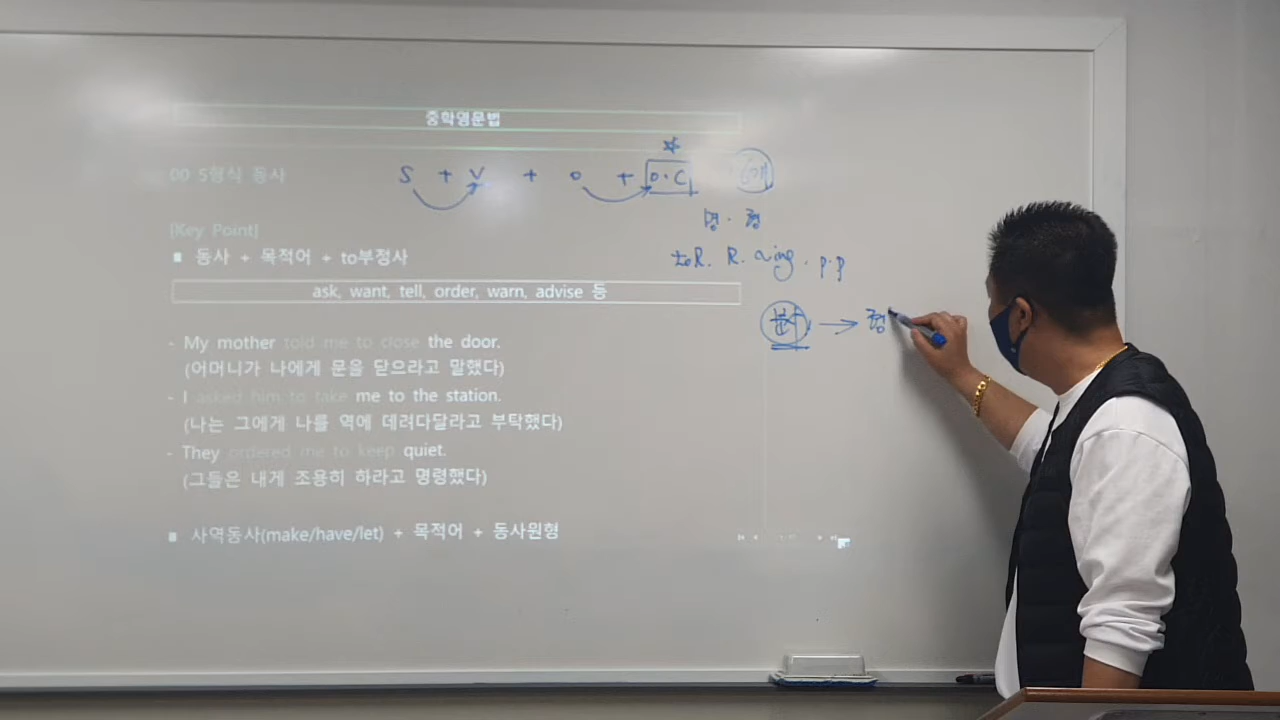 중학영문법
00 5형식 동사
S + V + O + O·C 6개
[Key Point]
명· 형
■ 동사 + 목적어 + to부정사
toR. R. ~ing. p.p
ask, want, tell, order, warn, advise 등
→ 형
- My mother told me to close the door.
(어머니가 나에게 문을 닫으라고 말했다)
- I asked him to take me to the station.
(나는 그에게 나를 역에 데려다달라고 부탁했다)
- They ordered me to keep quiet.
(그들은 내게 조용히 하라고 명령했다)
■ 사역동사(make/have/let) + 목적어 + 동사원형